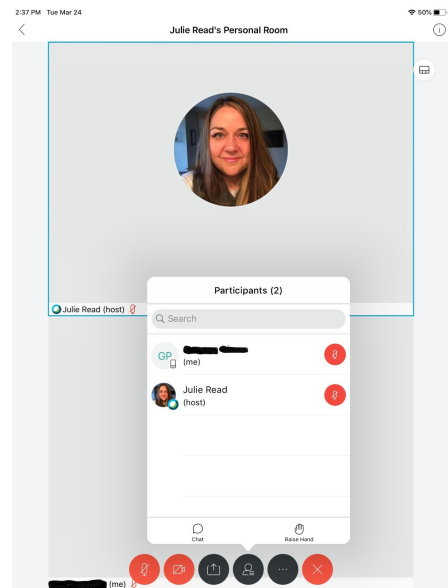 2:37 PM Tue Mar 24
50%
Julie Read's Personal Room
Julie Read (host)
Participants (2)
Search
GP
(me)
Julie Read
(host)
Chat
Raise Hand
(me)